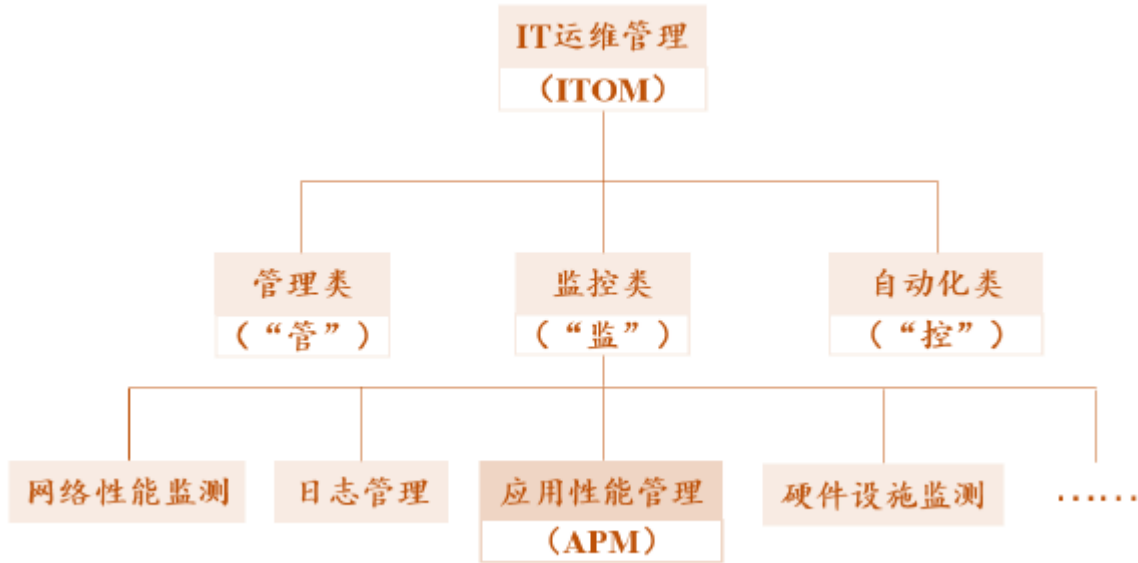 IT运维管理
（ITOM）
管理类
（“管”）
监控类
（“监”）
自动化类
（“控”）
网络性能监测
日志管理
应用性能管理
（APM）
硬件设施监测
……